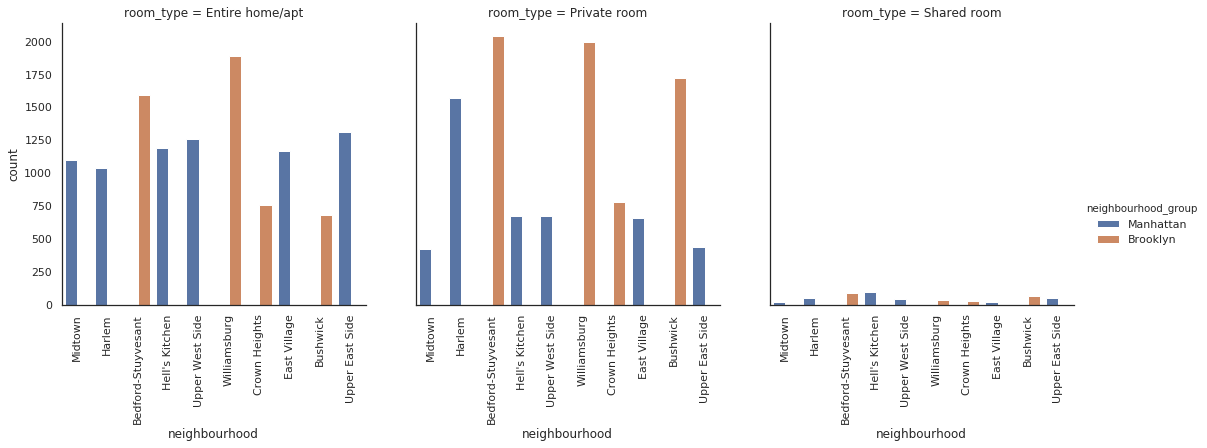 room_type = Entire home/apt
room_type = Private room
room_type = Shared room
count
2000
1750
1500
1250
1000
750
500
250
0
Midtown
Harlem
Bedford-Stuyvesant
Hell's Kitchen
Upper West Side
Williamsburg
Crown Heights
East Village
Bushwick
Upper East Side
neighbourhood
Midtown
Harlem
Bedford-Stuyvesant
Hell's Kitchen
Upper West Side
Williamsburg
Crown Heights
East Village
Bushwick
Upper East Side
neighbourhood
Midtown
Harlem
Bedford-Stuyvesant
Hell's Kitchen
Upper West Side
Williamsburg
Crown Heights
East Village
Bushwick
Upper East Side
neighbourhood
neighbourhood_group
Manhattan
Brooklyn